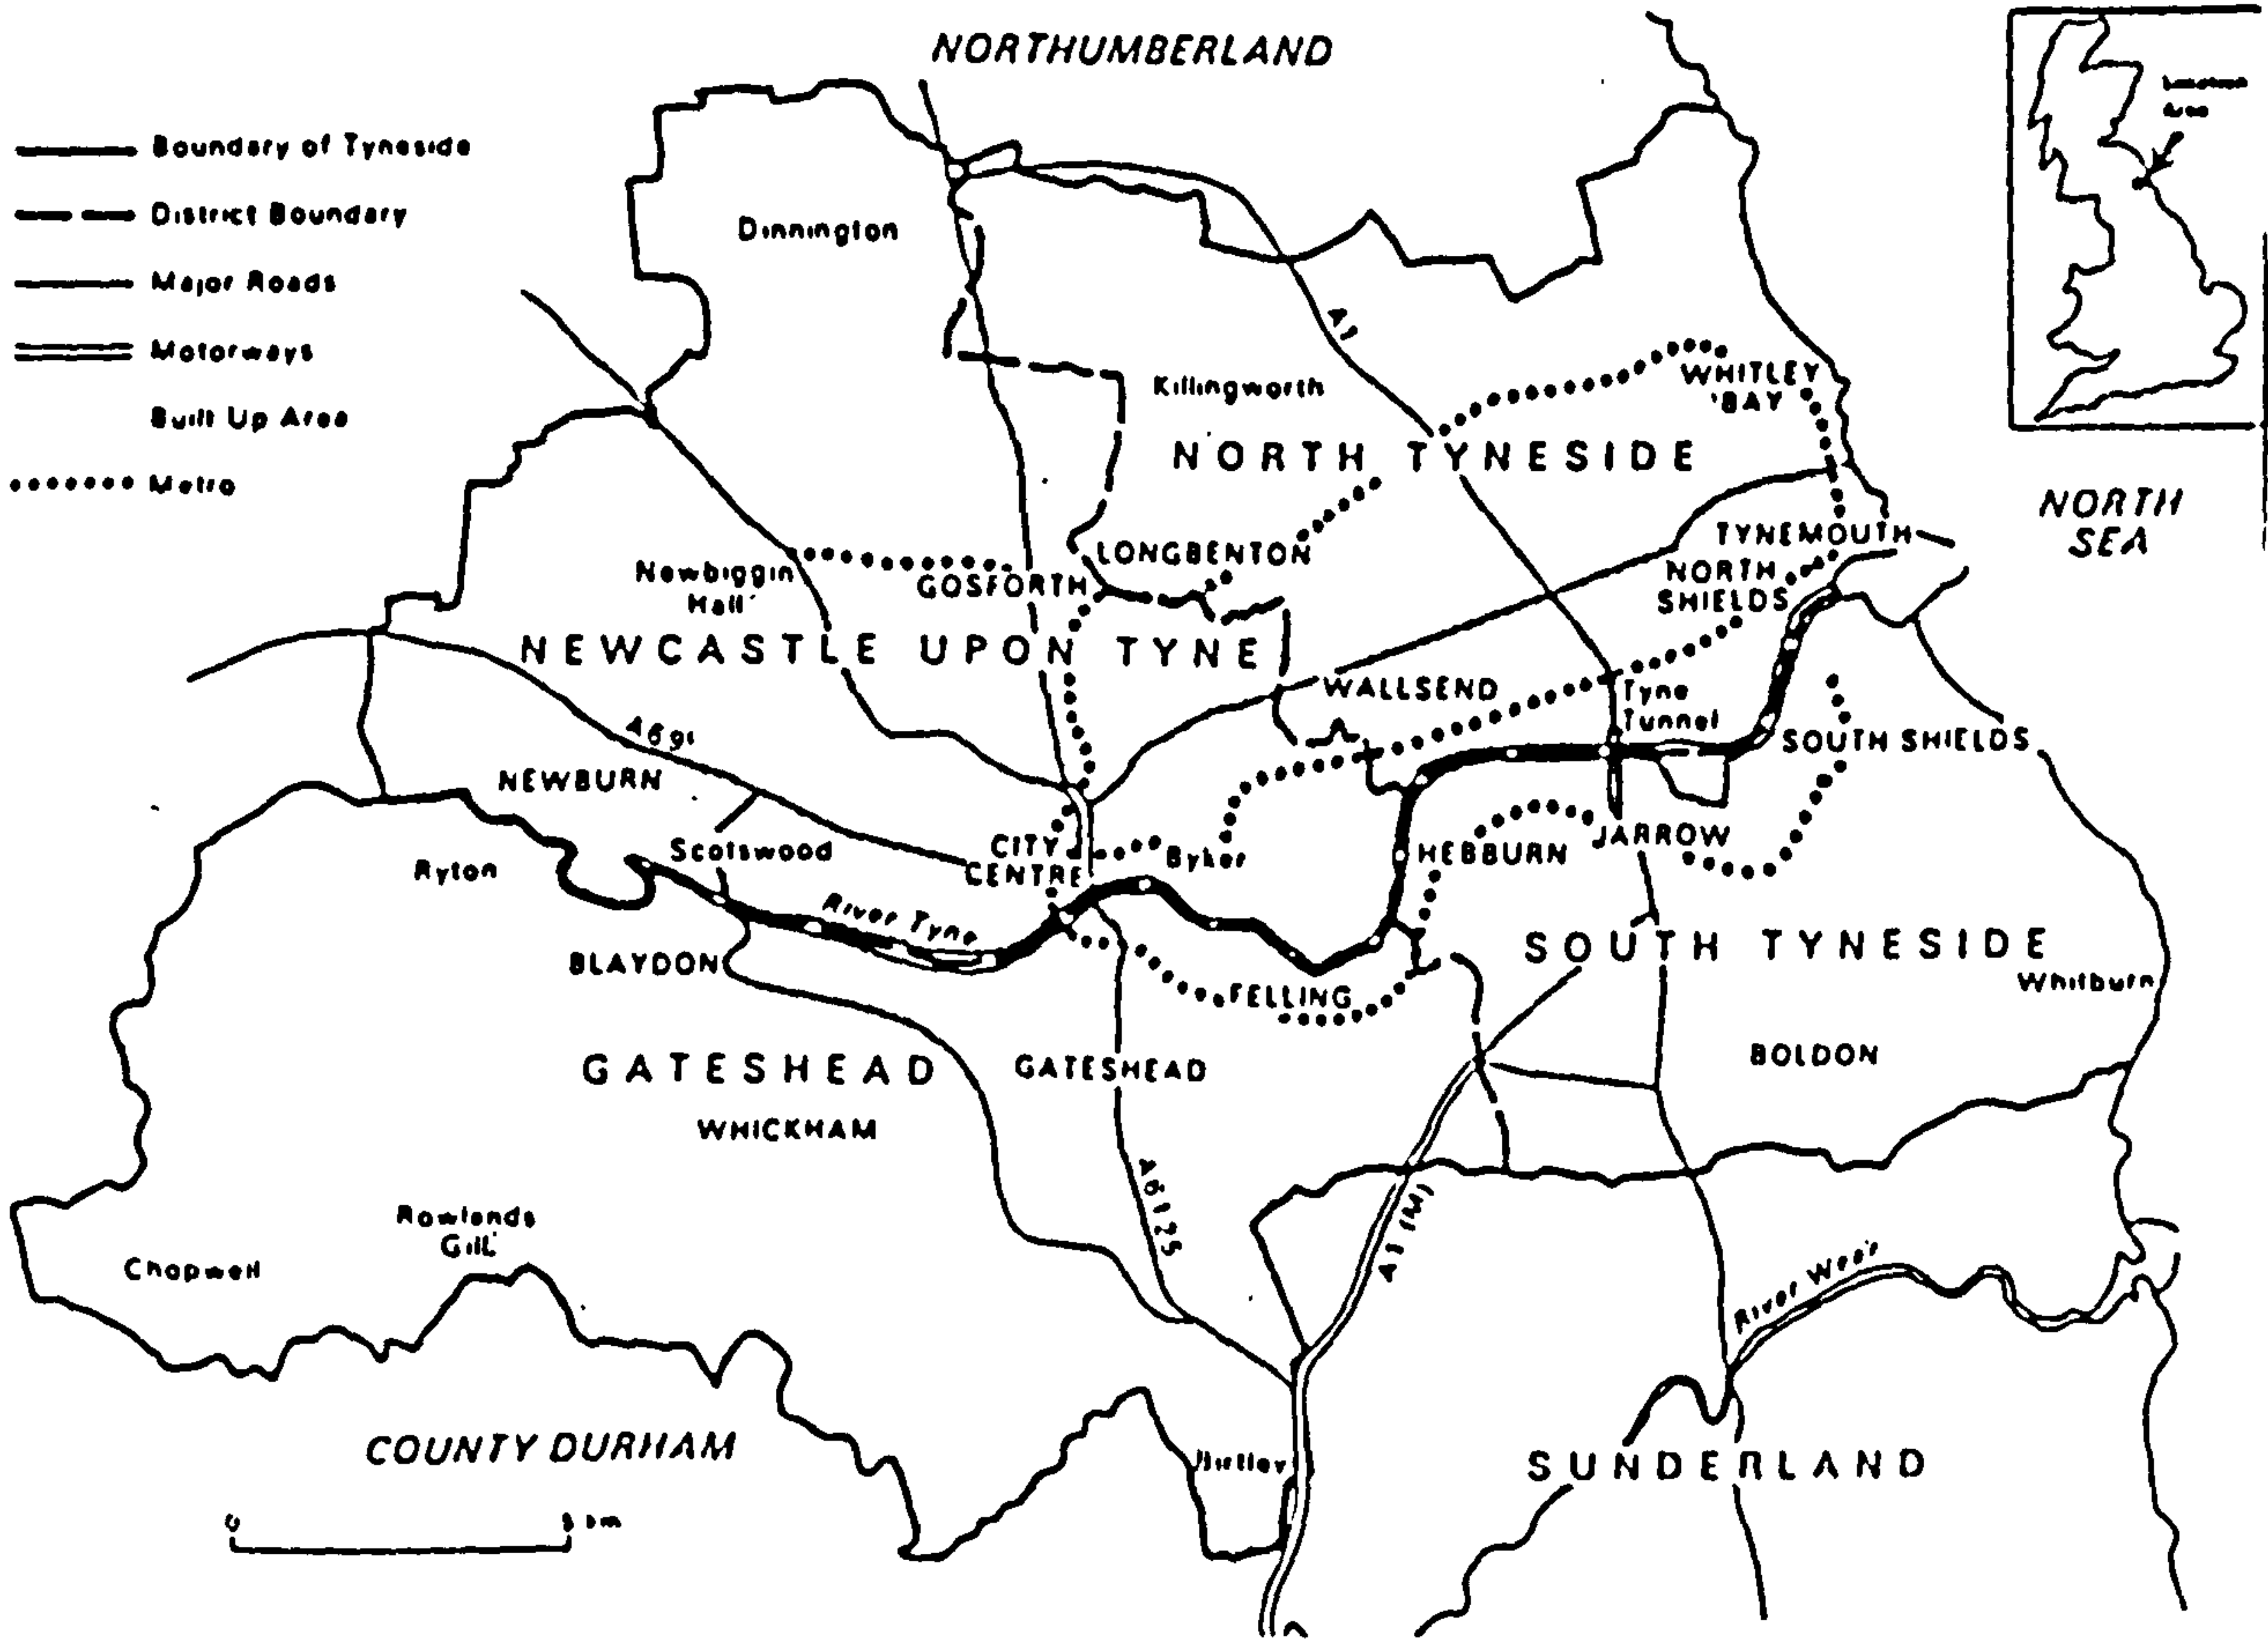 NORTHUMBERLAND
Boundary of Tyneside
District Boundary
Major Roads
Motorways
Built Up Area
Metro
Dinnington
A1
Killingworth
WHITLEY
BAY
NORTH TYNESIDE
NORTH
SEA
LONGBENTON
TYNEMOUTH
Newbiggin
Hall
GOSFORTH
NORTH
SHIELDS
NEWCASTLE UPON TYNE
WALLSEND
Tyne
Tunnel
A691
SOUTH SHIELDS
NEWBURN
CITY
CENTRE
Scotswood
Byker
HEBBURN
JARROW
Ryton
River Tyne
BLAYDON
SOUTH TYNESIDE
Whitburn
FELLING
GATESHEAD
GATESHEAD
BOLDON
WHICKHAM
A6125
A1 (M)
Rowlands
Gill
Chopwell
River Wear
COUNTY DURHAM
Birtley
SUNDERLAND
0 5 km